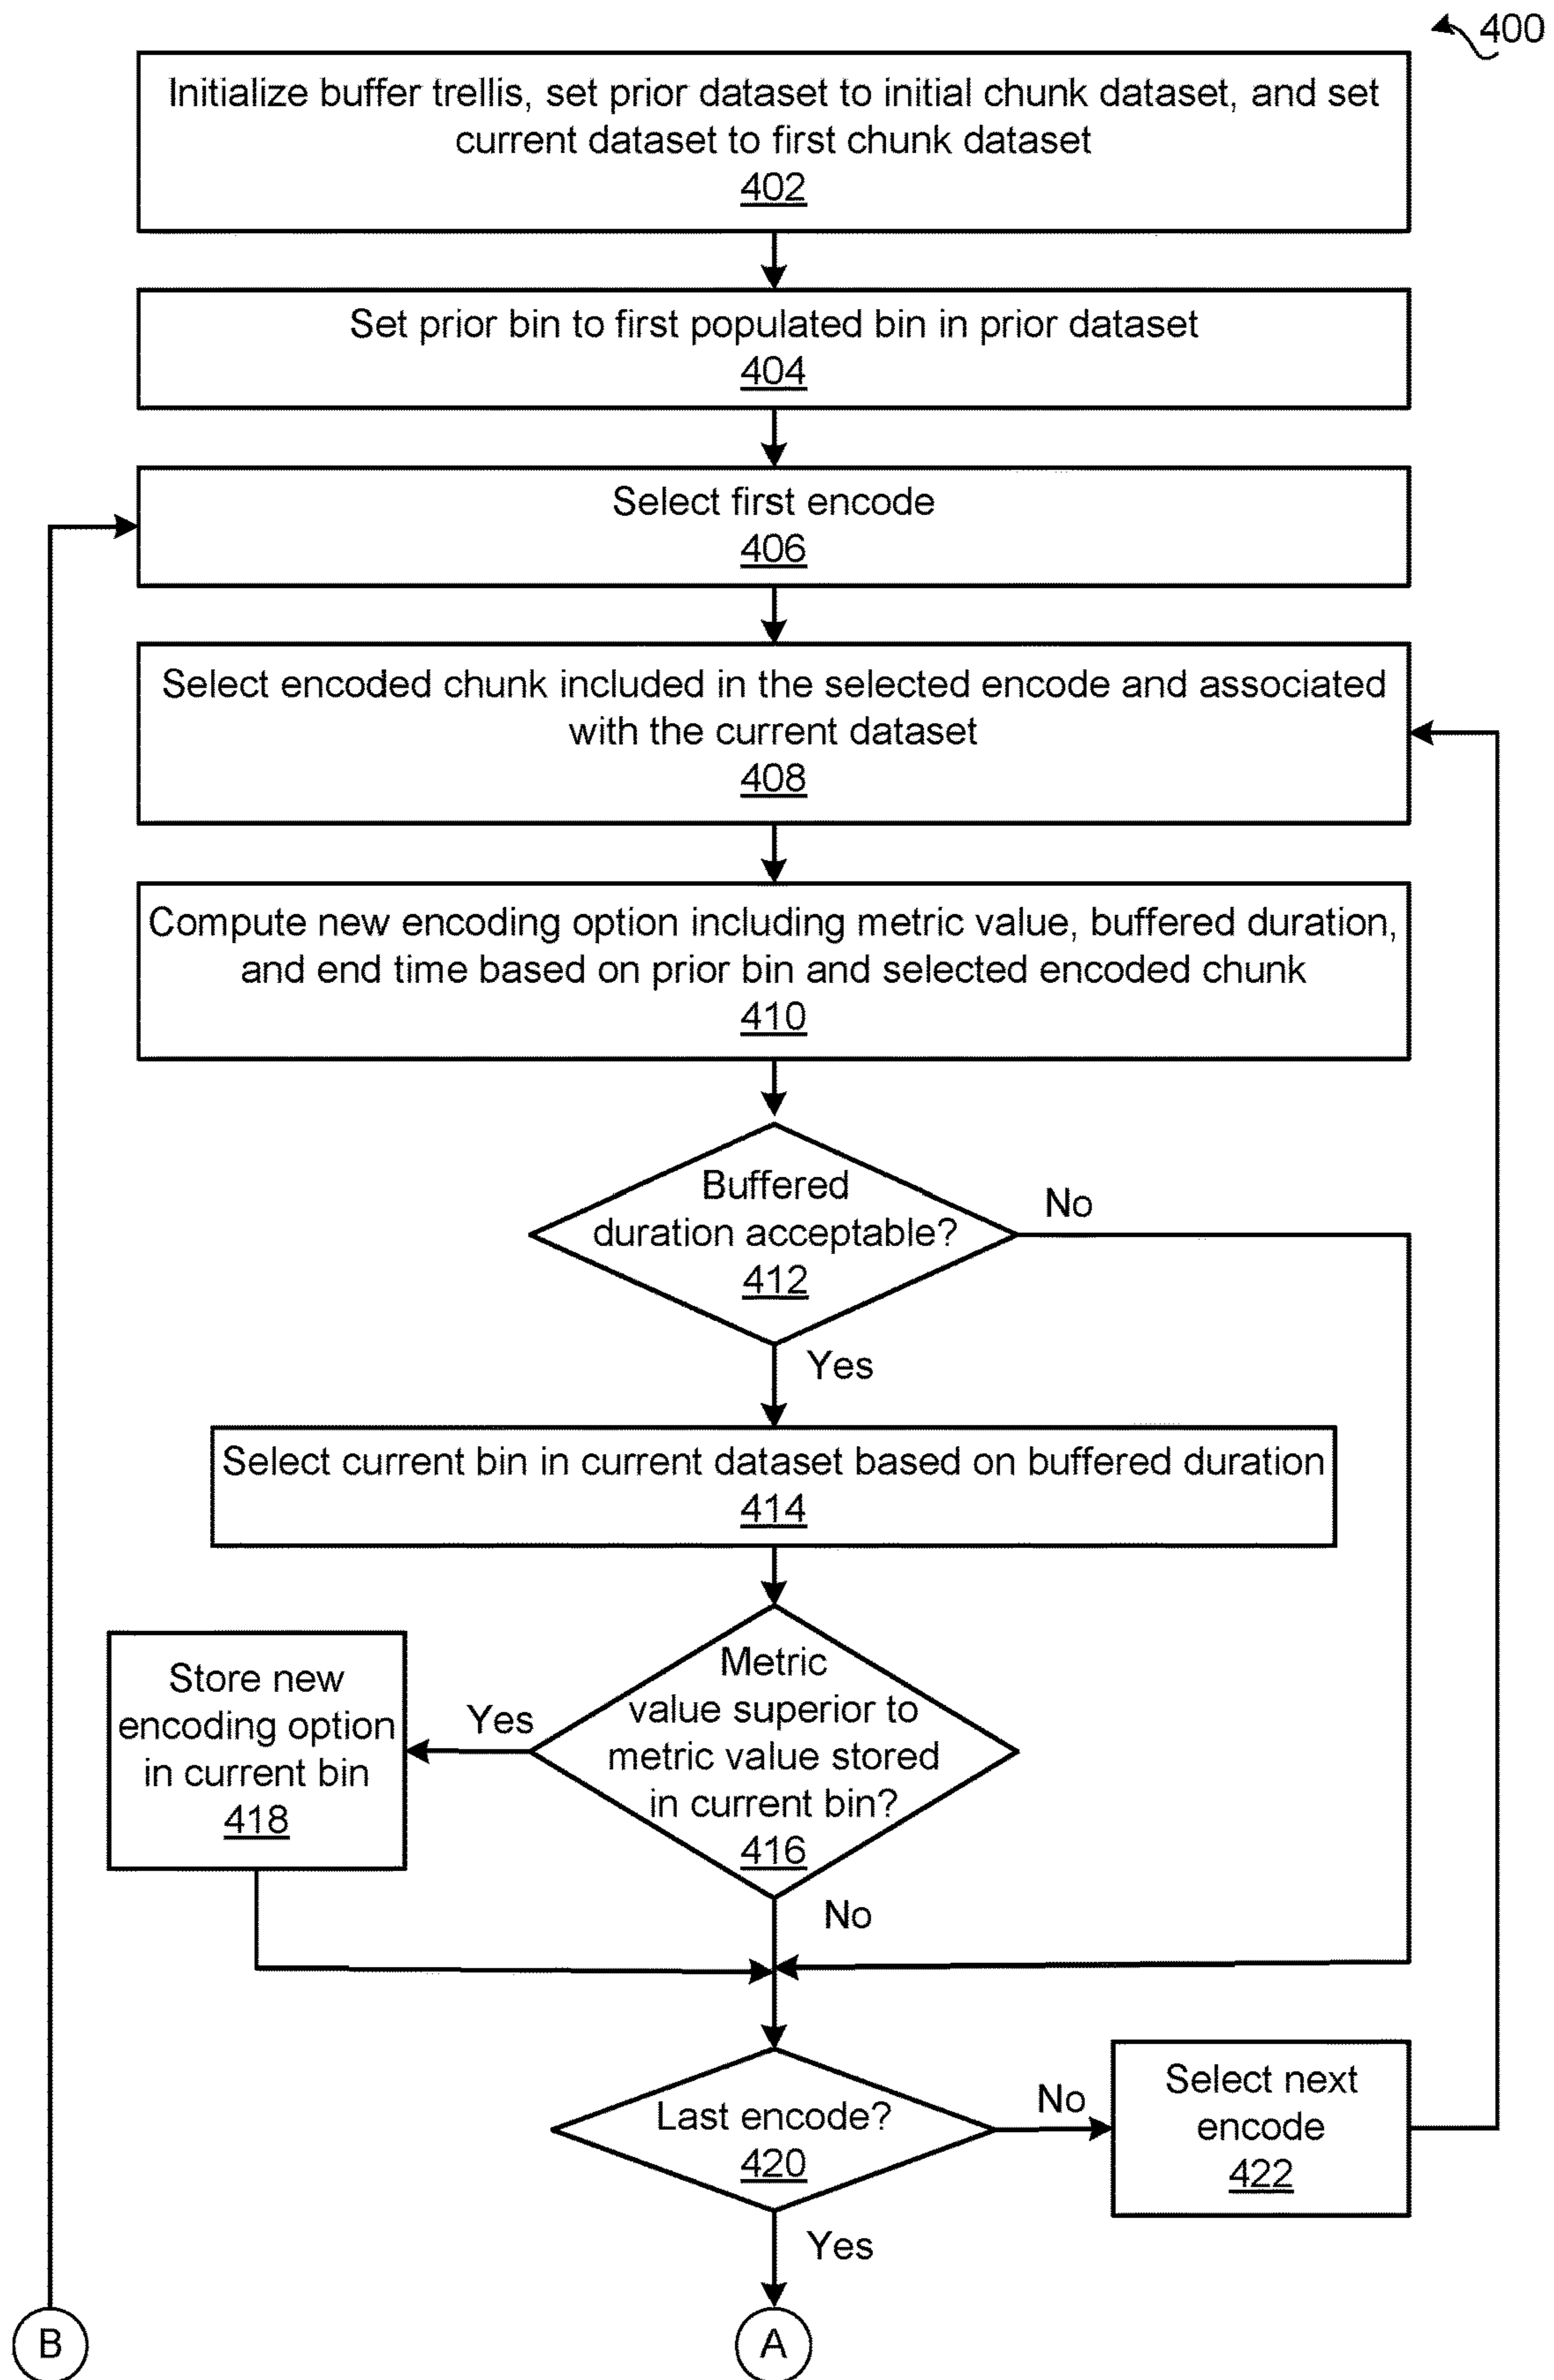 400
Initialize buffer trellis, set prior dataset to initial chunk dataset, and set
current dataset to first chunk dataset
402
Set prior bin to first populated bin in prior dataset
404
Select first encode
406
Select encoded chunk included in the selected encode and associated
with the current dataset
408
Compute new encoding option including metric value, buffered duration,
and end time based on prior bin and selected encoded chunk
410
Buffered
duration acceptable?
412
No
Yes
Select current bin in current dataset based on buffered duration
414
Metric
value superior to
metric value stored
in current bin?
416
Yes
Store new
encoding option
in current bin
418
No
Last encode?
420
No
Select next
encode
422
Yes
B
A